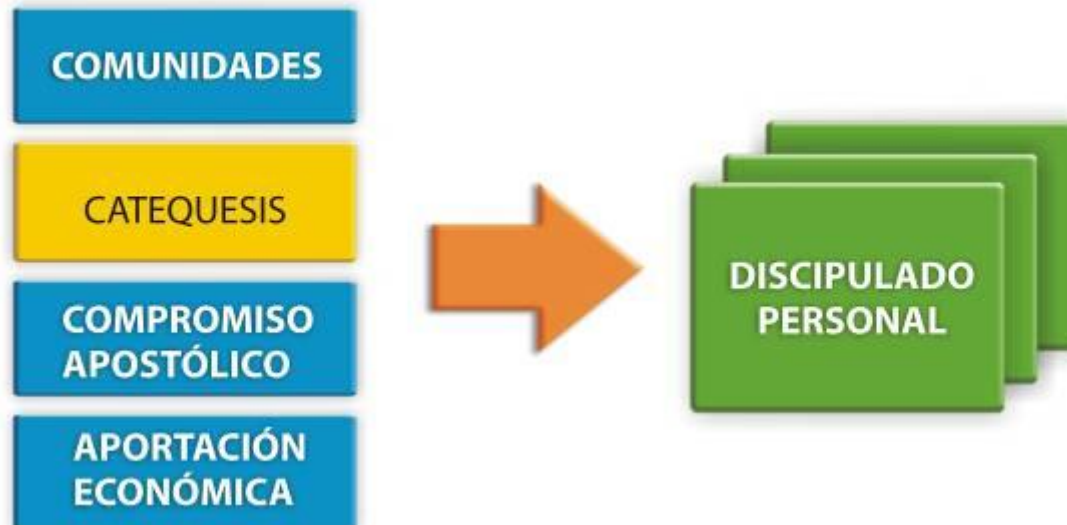 COMUNIDADES
CATEQUESIS
COMPROMISO
APOSTÓLICO
APORTACIÓN
ECONÓMICA
DISCIPULADO
PERSONAL